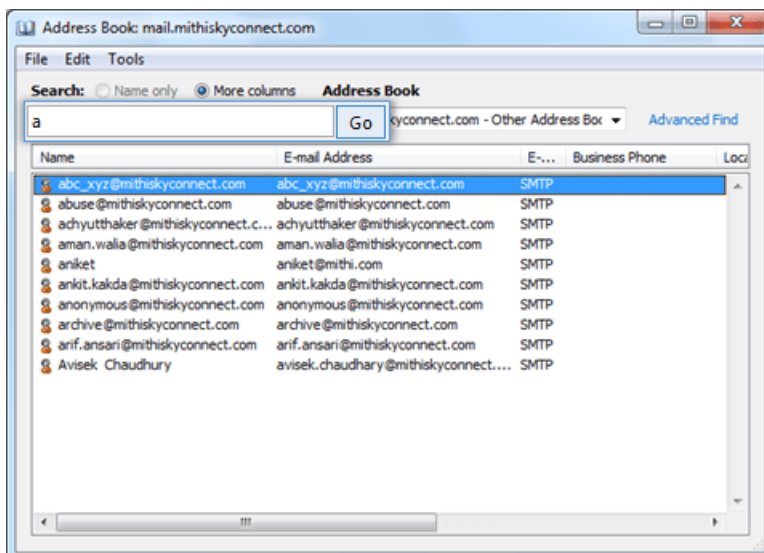 Address Book: mail.mithiskyconnect.com
File Edit Tools
Search: Name only More columns Address Book
a Go kyconnect.com - Other Address Boo Advanced Find
Name E-mail Address E-... Business Phone Loca
abc_xyz@mithiskyconnect.com abc_xyz@mithiskyconnect.com SMTP
abuse@mithiskyconnect.com abuse@mithiskyconnect.com SMTP
achyutthaker@mithiskyconnect.c... achyutthaker@mithiskyconnect.com SMTP
aman.walia@mithiskyconnect.com aman.walia@mithiskyconnect.com SMTP
aniket aniket@mithi.com SMTP
ankit.kakda@mithiskyconnect.com ankit.kakda@mithiskyconnect.com SMTP
anonymous@mithiskyconnect.com anonymous@mithiskyconnect.com SMTP
archive@mithiskyconnect.com archive@mithiskyconnect.com SMTP
arif.ansari@mithiskyconnect.com arif.ansari@mithiskyconnect.com SMTP
Avisek Chaudhury avisek.chaudhary@mithiskyconnect.... SMTP